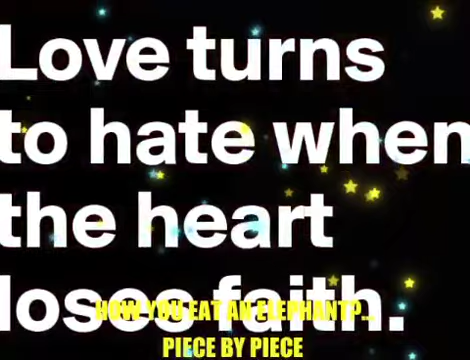 Love turns
to hate when
the heart
loses faith.
HOW YOU EAT AN ELEPHANT?...
PIECE BY PIECE